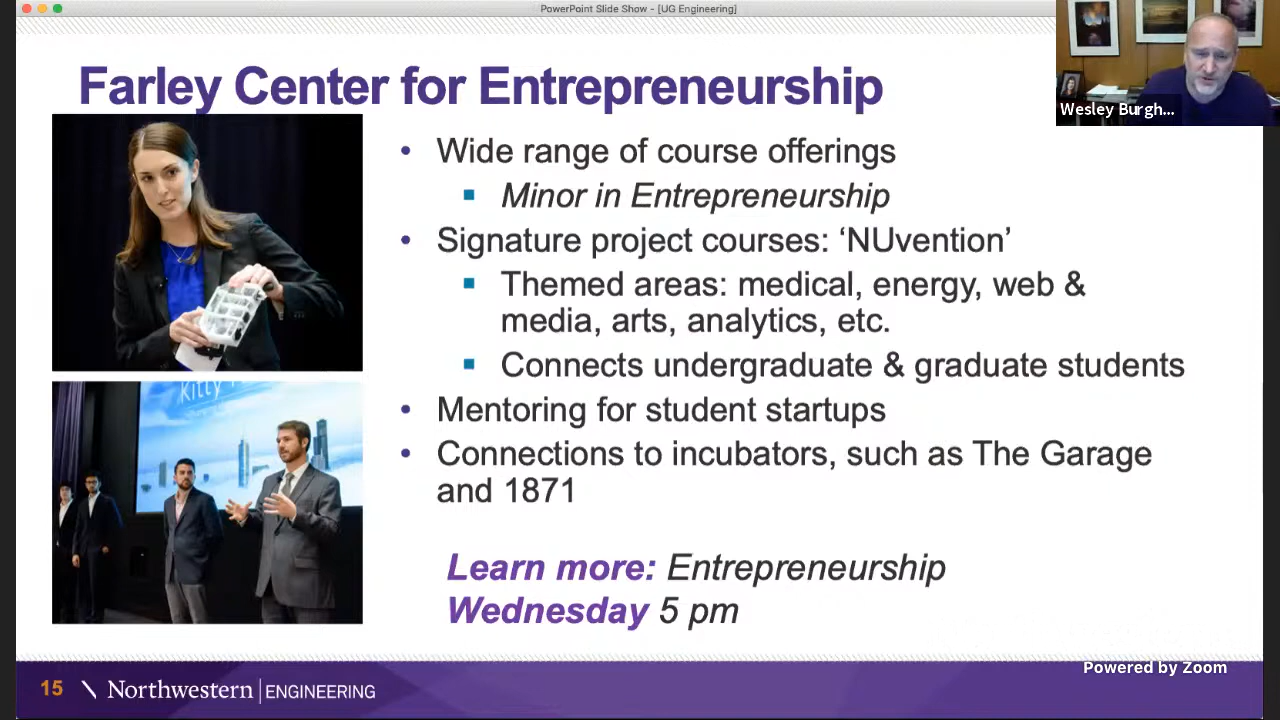 PowerPoint Slide Show - [UG Engineering]
Farley Center for Entrepreneurship
Wesley Burgh...
• Wide range of course offerings
▪ Minor in Entrepreneurship
• Signature project courses: ‘NUvention’
▪ Themed areas: medical, energy, web &
media, arts, analytics, etc.
▪ Connects undergraduate & graduate students
• Mentoring for student startups
• Connections to incubators, such as The Garage
and 1871
Kitty
Learn more: Entrepreneurship
Wednesday 5 pm
Powered by Zoom
15
Northwestern | ENGINEERING